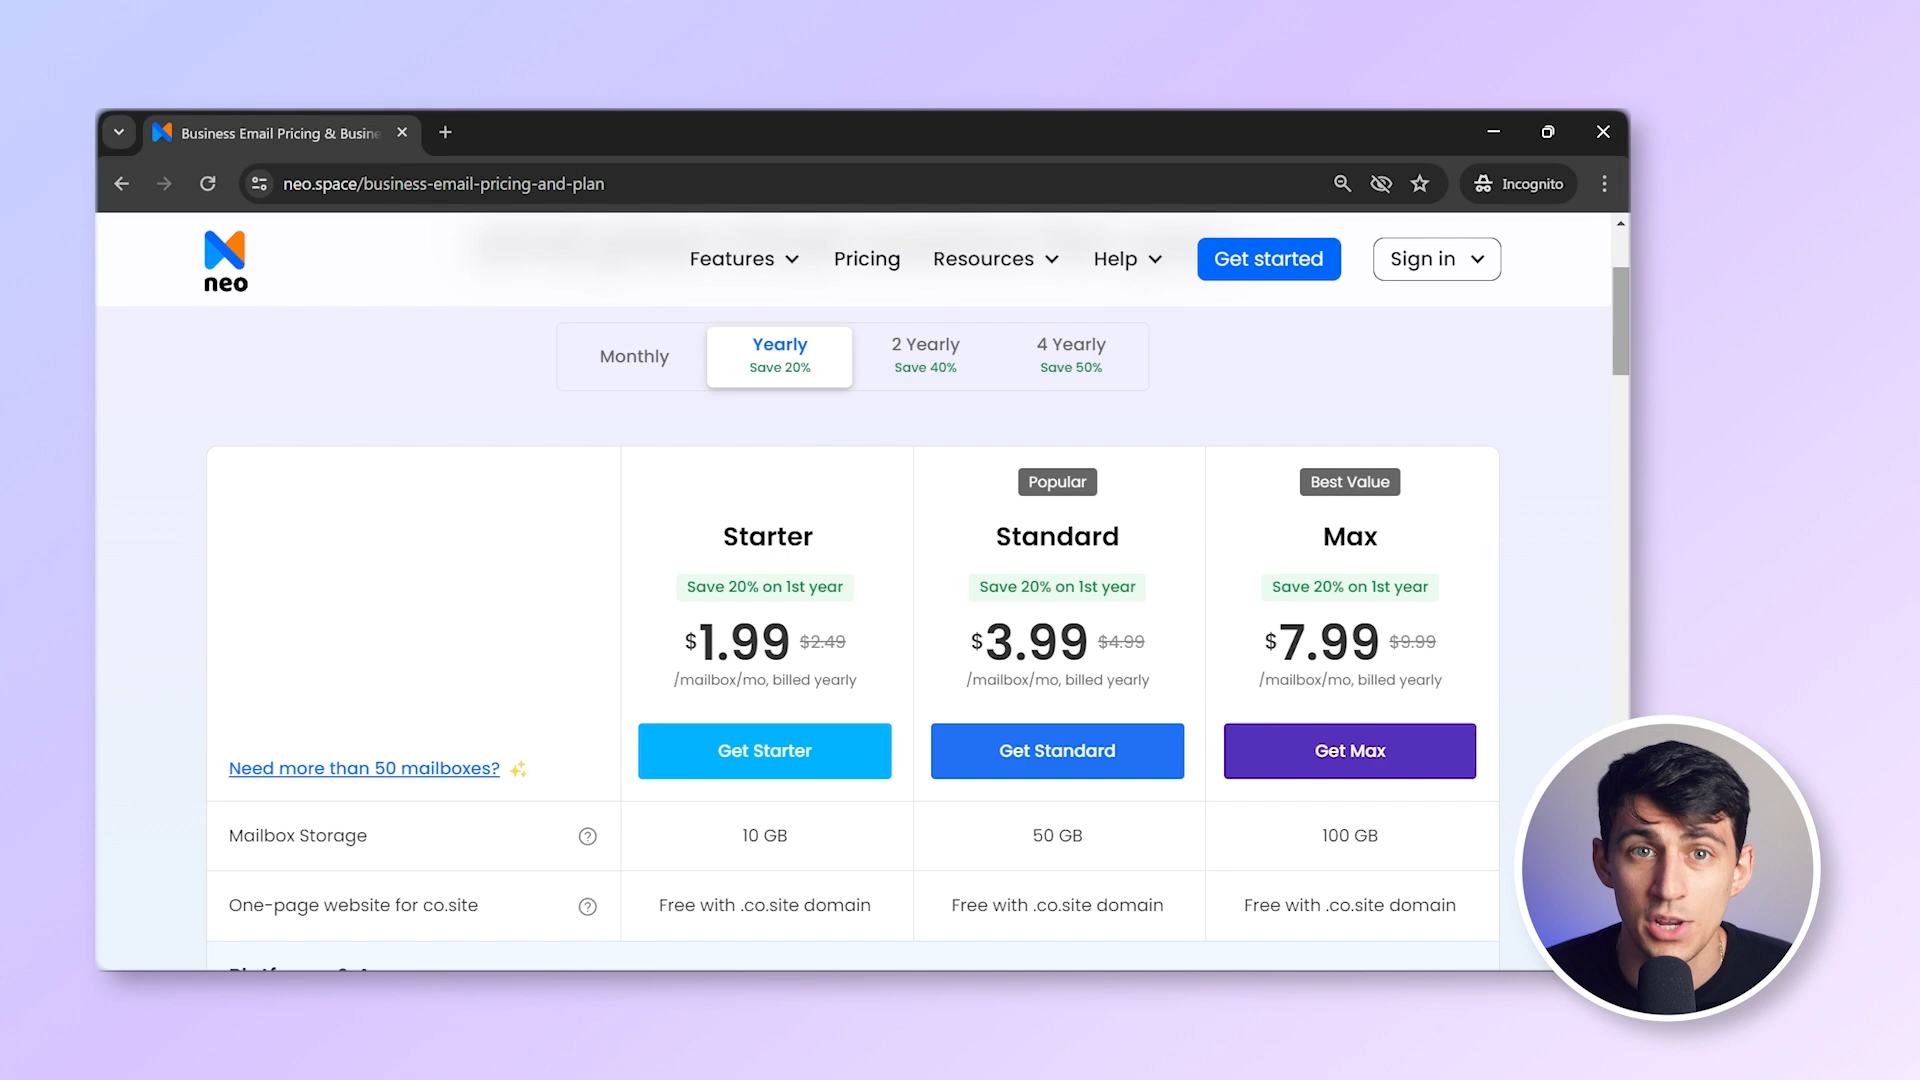 Business Email Pricing & Busine
neo.space/business-email-pricing-and-plan
Incognito
neo
Features
Pricing
Resources
Help
Get started
Sign in
Monthly
Yearly
Save 20%
2 Yearly
Save 40%
4 Yearly
Save 50%
Popular
Best Value
Starter
Standard
Max
Save 20% on 1st year
Save 20% on 1st year
Save 20% on 1st year
$1.99 $2.49
$3.99 $4.99
$7.99 $9.99
/mailbox/mo, billed yearly
/mailbox/mo, billed yearly
/mailbox/mo, billed yearly
Need more than 50 mailboxes?
Get Starter
Get Standard
Get Max
Mailbox Storage
10 GB
50 GB
100 GB
One-page website for co.site
Free with .co.site domain
Free with .co.site domain
Free with .co.site domain